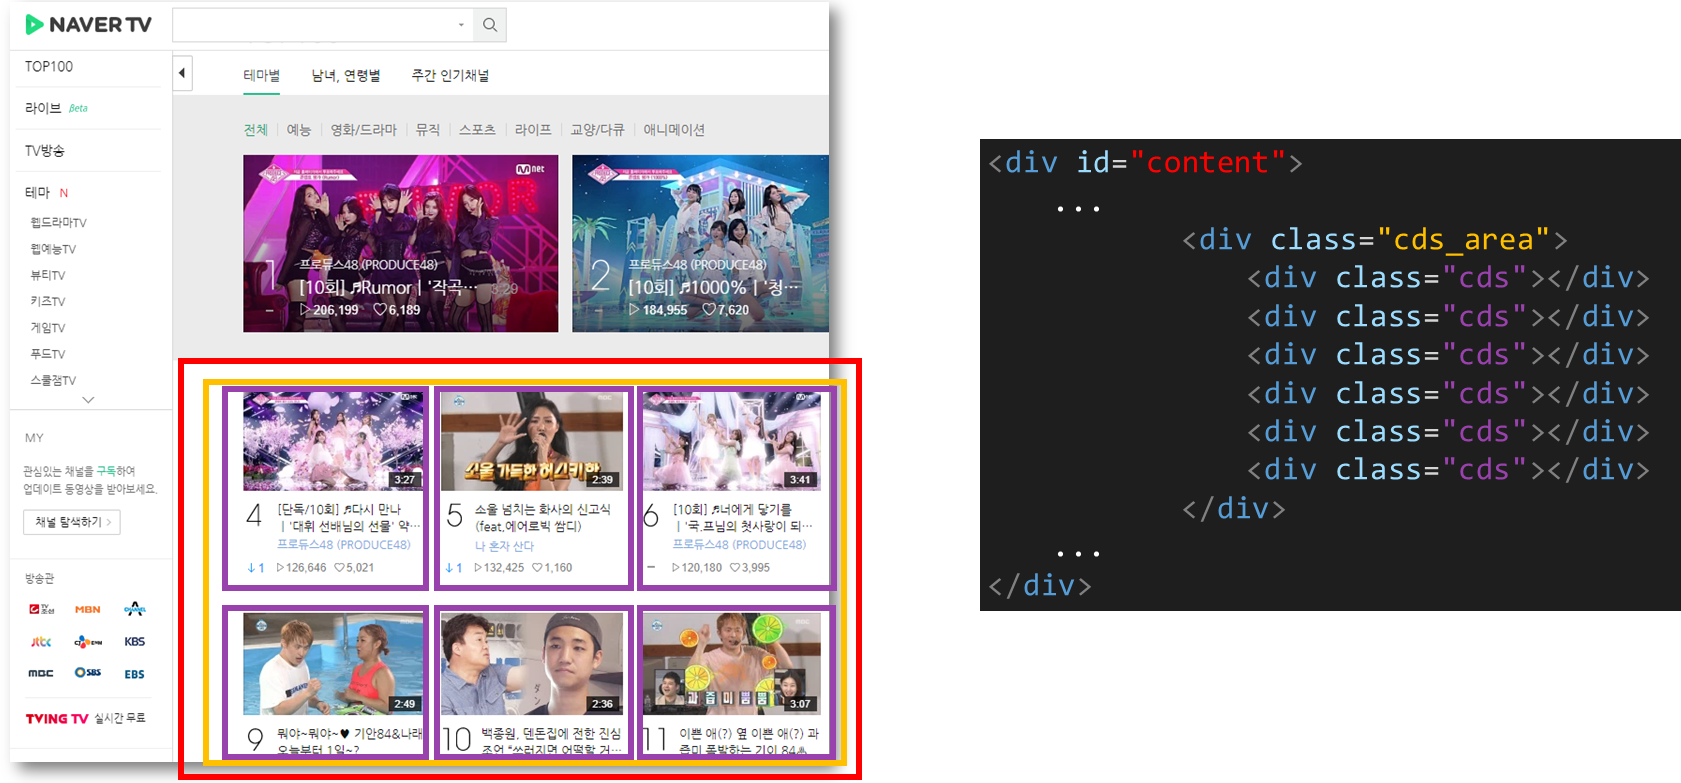 NAVER TV
TOP100
라이브 Beta
TV방송
테마 N
웹드라마TV
웹예능TV
뷰티TV
키즈TV
게임TV
푸드TV
스쿨잼TV
MY
관심있는 채널을 구독하여
업데이트 동영상을 받아보세요.
채널 탐색하기 >
방송관
TV조선
MBN
CHANNEL A
jtbc
CJ E&M
KBS
MBC
SBS
EBS
TVING TV 실시간 무료
테마별 남녀, 연령별 주간 인기채널
전체 예능 영화/드라마 뮤직 스포츠 라이프 교양/다큐 애니메이션
Mnet
1
프로듀스48 (PRODUCE48)
[10회] ♬Rumor | '작곡… 3:29
206,199 6,189
2
프로듀스48 (PRODUCE48)
[10회] ♬1000% | '청…
184,955 7,620
3:27
4 [단독/10회] ♬다시 만나
| '대휘 선배님의 선물' 약…
프로듀스48 (PRODUCE48)
↓1 126,646 5,021
MBC
소울 가득한 허스키한
2:39
5 소울 넘치는 화사의 신고식
(feat.에어로빅 쌈디)
나 혼자 산다
↓1 132,425 1,160
3:41
6 [10회] ♬너에게 닿기를
| '국.프님의 첫사랑이 되…
프로듀스48 (PRODUCE48)
– 120,180 3,995
2:49
9 뭐야~뭐야~♥ 기안84&나래
오늘부터 1일~?
2:36
10 백종원, 덴돈집에 전한 진심
조언 "쓰러지면 어떡할 거…
MBC
과즙미뿜뿜
3:07
11 이쁜 애(?) 옆 이쁜 애(?) 과
즙미 폭발하는 기안 84
<div id="content">
...
<div class="cds_area">
<div class="cds"></div>
<div class="cds"></div>
<div class="cds"></div>
<div class="cds"></div>
<div class="cds"></div>
<div class="cds"></div>
</div>
...
</div>